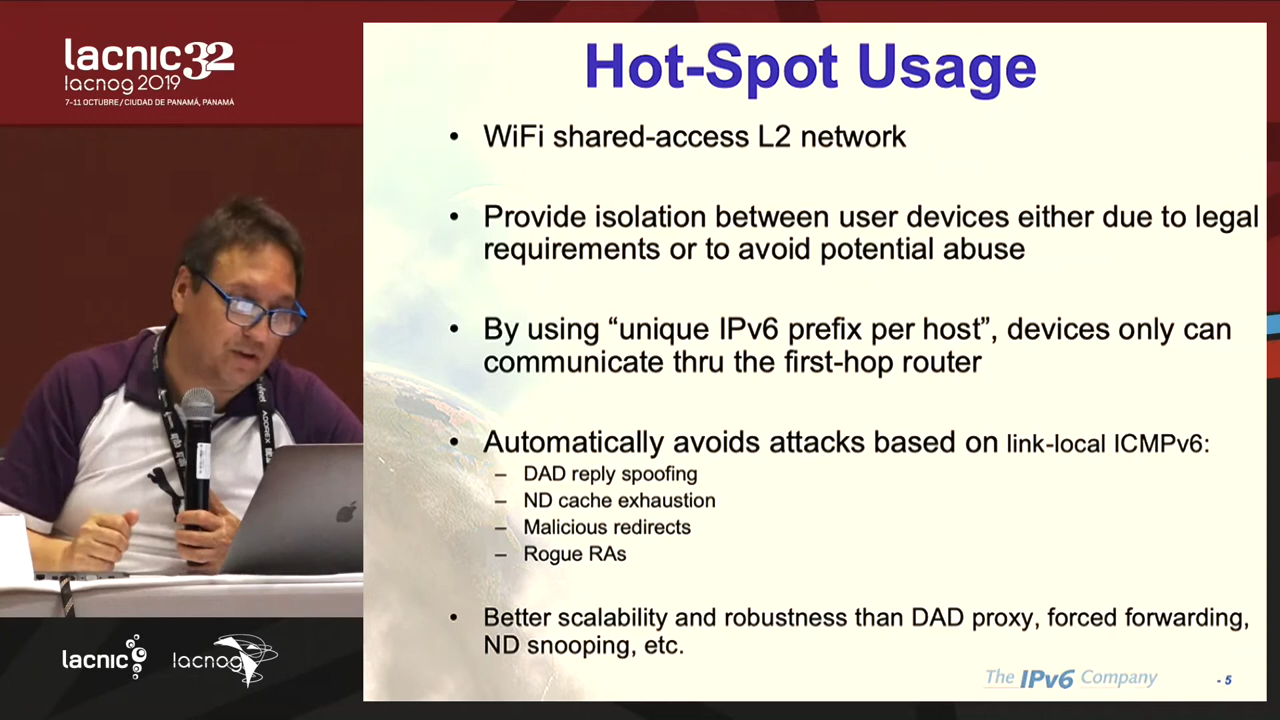 lacnic32
lacnog 2019
7-11 OCTUBRE / CIUDAD DE PANAMÁ, PANAMÁ
Hot-Spot Usage
• WiFi shared-access L2 network
• Provide isolation between user devices either due to legal
requirements or to avoid potential abuse
• By using “unique IPv6 prefix per host”, devices only can
communicate thru the first-hop router
• Automatically avoids attacks based on link-local ICMPv6:
– DAD reply spoofing
– ND cache exhaustion
– Malicious redirects
– Rogue RAs
• Better scalability and robustness than DAD proxy, forced forwarding,
ND snooping, etc.
The IPv6 Company
- 5
lacnic
lacnog